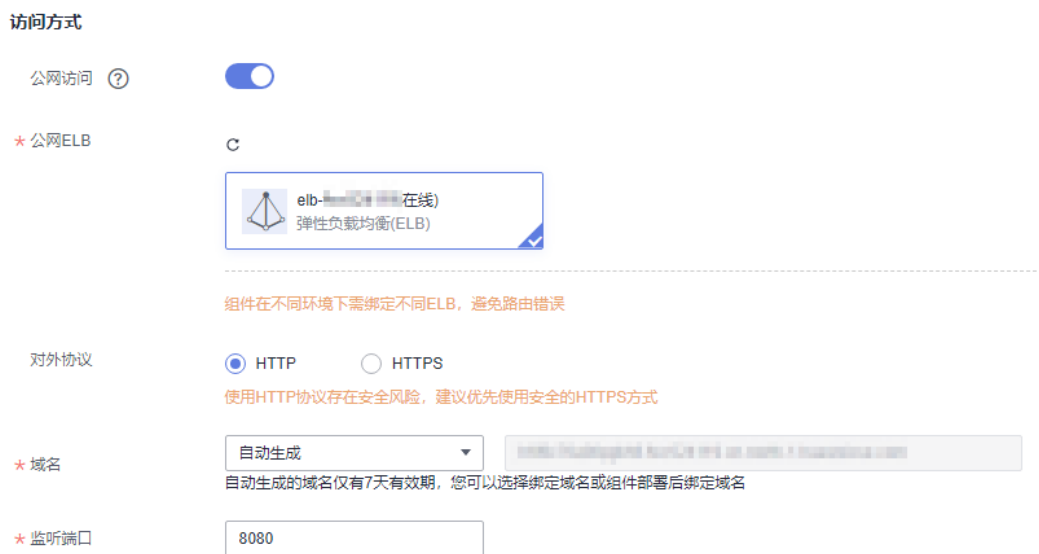 访问方式
公网访问 ?
* 公网ELB
elb- 在线)
弹性负载均衡(ELB)
组件在不同环境下需绑定不同ELB，避免路由错误
对外协议 HTTP HTTPS
使用HTTP协议存在安全风险，建议优先使用安全的HTTPS方式
* 域名 自动生成
自动生成的域名仅有7天有效期，您可以选择绑定域名或组件部署后绑定域名
* 监听端口 8080